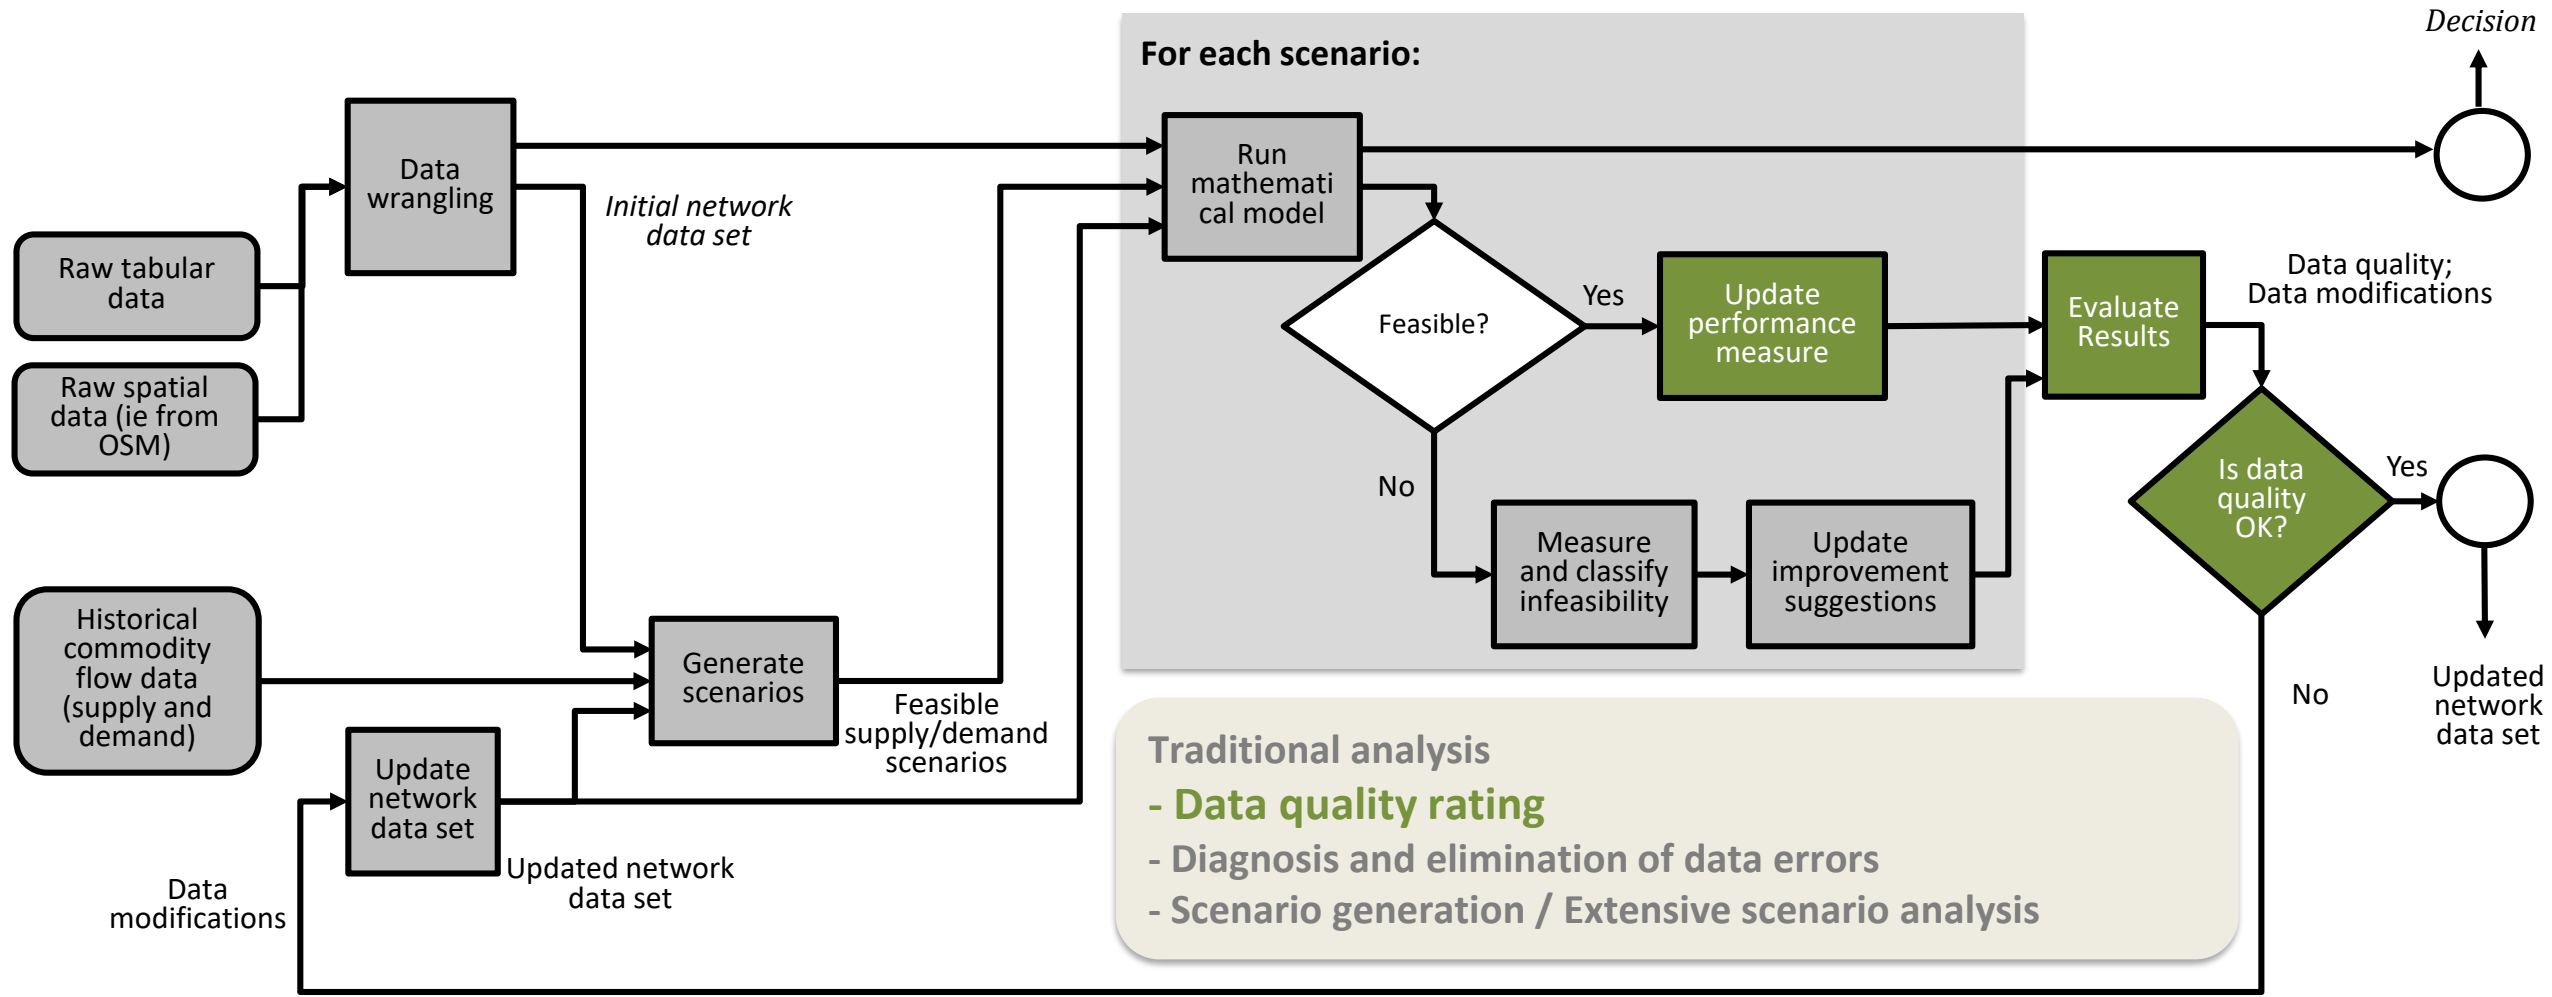 Decision
For each scenario:
Data
wrangling
Run
mathemati
cal model
Initial network
data set
Raw tabular
data
Raw spatial
data (ie from
OSM)
Feasible?
Yes
Update
performance
measure
Evaluate
Results
Data quality;
Data modifications
No
Measure
and classify
infeasibility
Update
improvement
suggestions
Is data
quality
OK?
Yes
Updated
network
data set
No
Historical
commodity
flow data
(supply and
demand)
Generate
scenarios
Feasible
supply/demand
scenarios
Update
network
data set
Updated network
data set
Data
modifications
Traditional analysis
- Data quality rating
- Diagnosis and elimination of data errors
- Scenario generation / Extensive scenario analysis